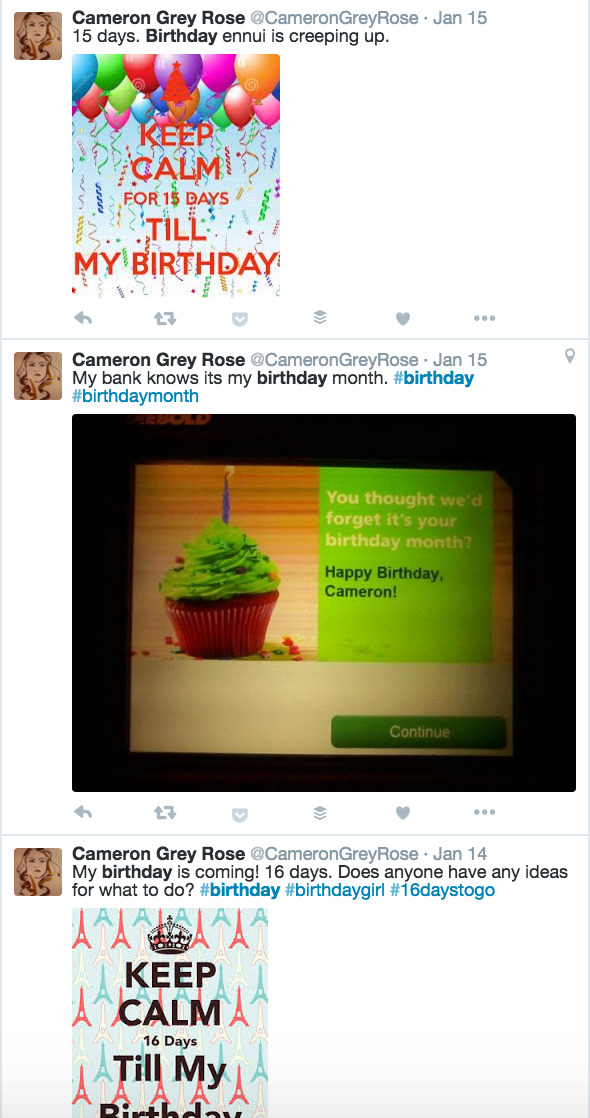 Cameron Grey Rose @CameronGreyRose · Jan 15
15 days. Birthday ennui is creeping up.
KEEP
CALM
FOR 15 DAYS
TILL
MY BIRTHDAY
Cameron Grey Rose @CameronGreyRose · Jan 15
My bank knows its my birthday month. #birthday
#birthdaymonth
EBOLD
You thought we'd
forget it's your
birthday month?
Happy Birthday,
Cameron!
Continue
Cameron Grey Rose @CameronGreyRose · Jan 14
My birthday is coming! 16 days. Does anyone have any ideas
for what to do? #birthday #birthdaygirl #16daystogo
KEEP
CALM
16 Days
Till My
Birthday